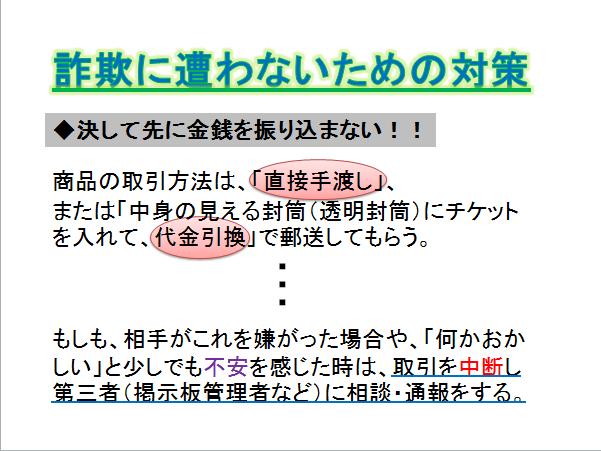 詐欺に遭わないための対策
◆決して先に金銭を振り込まない！！
商品の取引方法は、「直接手渡し」、
または「中身の見える封筒（透明封筒）にチケット
を入れて、代金引換」で郵送してもらう。
・
・
・
もしも、相手がこれを嫌がった場合や、「何かおか
しい」と少しでも不安を感じた時は、取引を中断し
第三者（掲示板管理者など）に相談・通報をする。